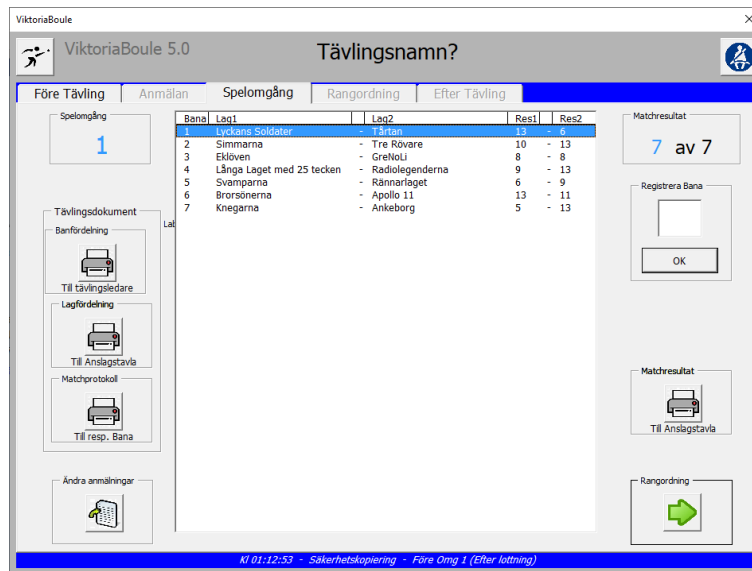 ViktoriaBoule
ViktoriaBoule 5.0
Tävlingsnamn?
Före Tävling Anmälan Spelomgång Rangordning Efter Tävling
Spelomgång
1
Tävlingsdokument
Banfördelning
Till tävlingsledare
Lagfördelning
Till Anslagstavla
Matchprotokoll
Till resp. Bana
Ändra anmälningar
Lab
Bana Lag1 Lag2 Res1 Res2
1 Lyckans Soldater - Tårtan 13 - 6
2 Simmarna - Tre Rövare 10 - 13
3 Eklöven - GreNoLi 8 - 8
4 Långa Laget med 25 tecken - Radiolegenderna 9 - 13
5 Svamparna - Rännarlaget 6 - 9
6 Brorsönerna - Apollo 11 13 - 11
7 Knegarna - Ankeborg 5 - 13
Matchresultat
7 av 7
Registrera Bana
OK
Matchresultat
Till Anslagstavla
Rangordning
Kl 01:12:53 - Säkerhetskopiering - Före Omg 1 (Efter lottning)